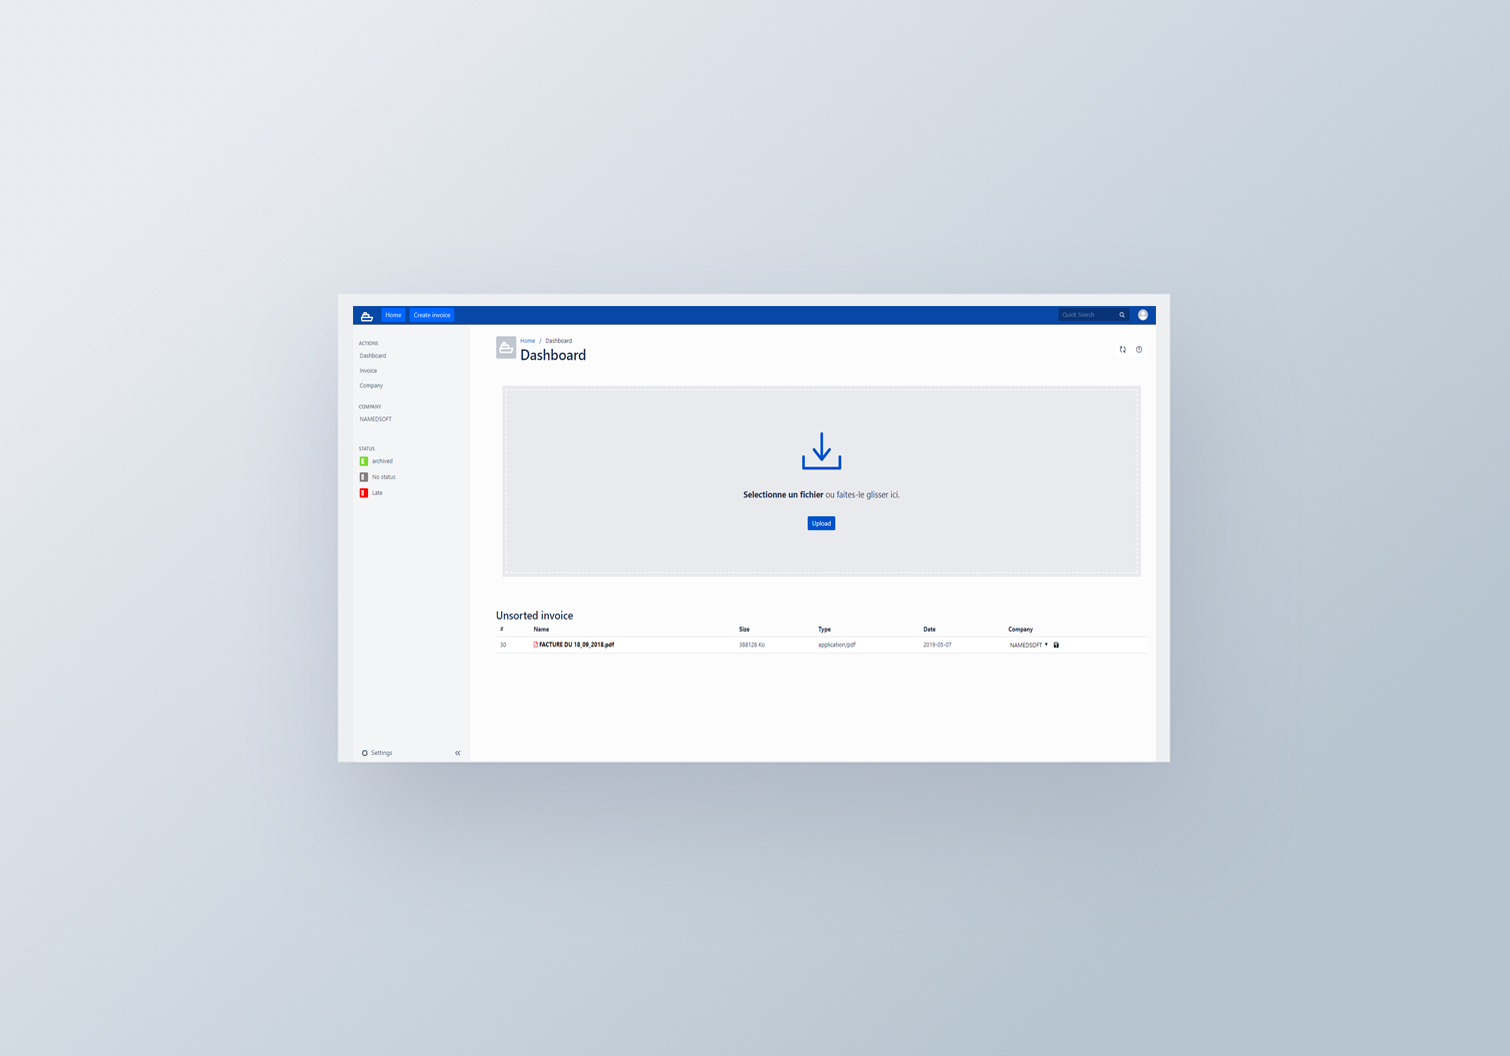 Home Create invoice Quick Search
ACTIONS
Dashboard
Invoice
Company
COMPANY
NAMEDSOFT
STATUS
archived
No status
Late
Settings
Home / Dashboard
Dashboard
Selectionne un fichier ou faites-le glisser ici.
Upload
Unsorted invoice
# Name Size Type Date Company
30 FACTURE DU 18_09_2018.pdf 388128 Ko application/pdf 2019-05-07 NAMEDSOFT